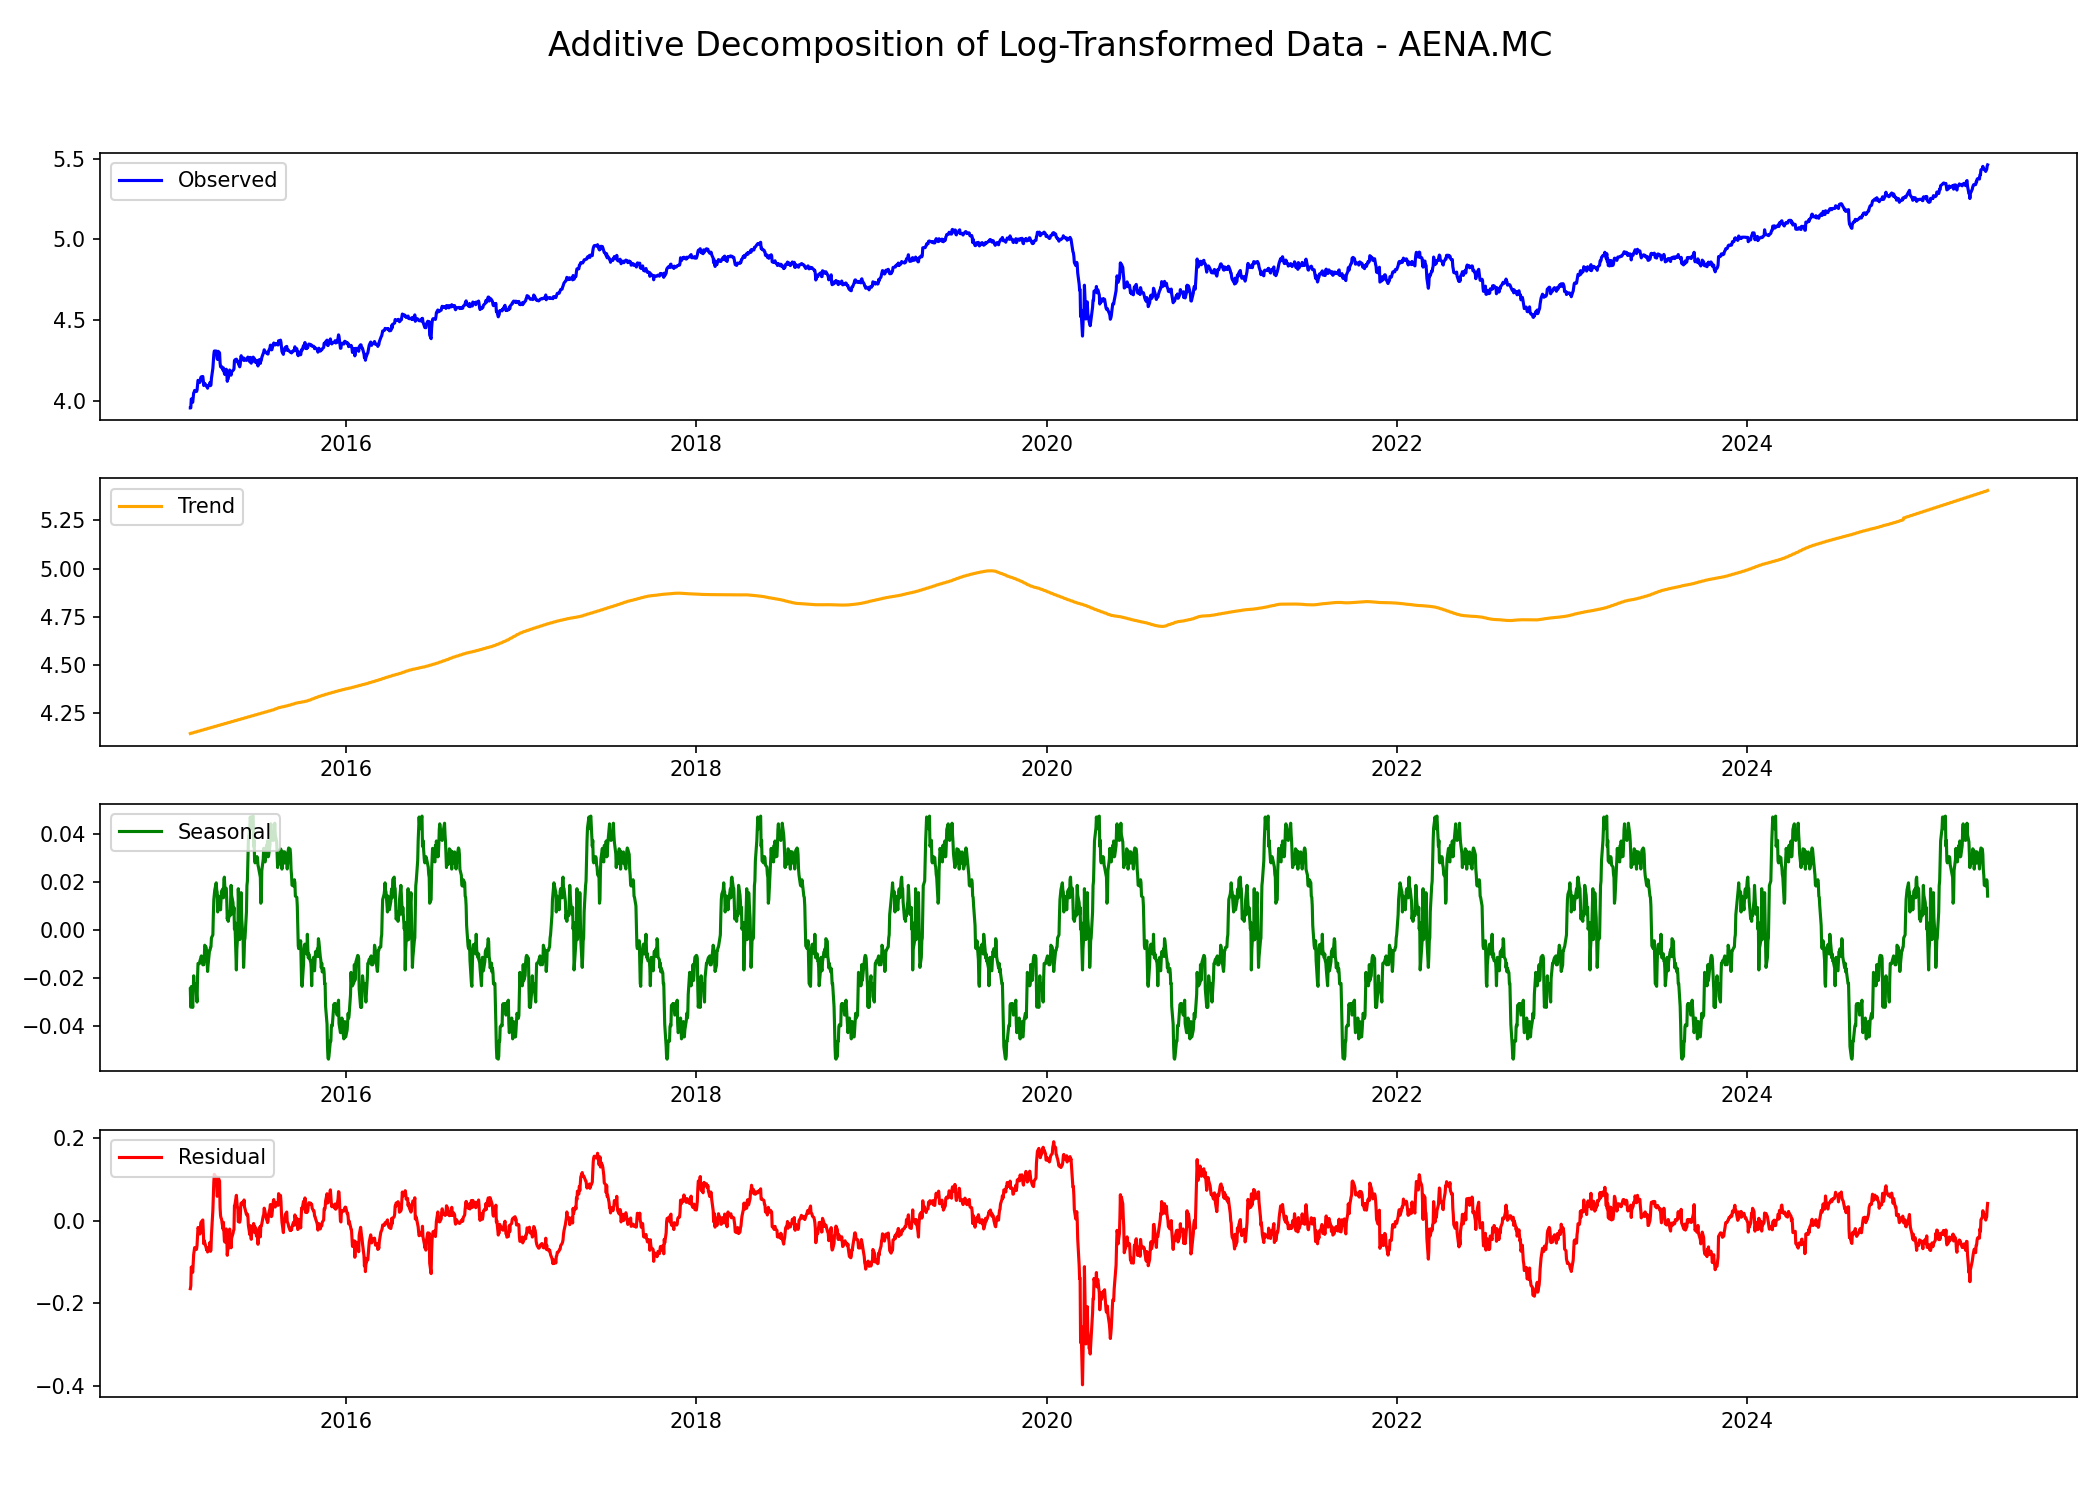 Additive Decomposition of Log-Transformed Data - AENA.MC
5.5
Observed
5.0
4.5
4.0
2016 2018 2020 2022 2024
Trend
5.25
5.00
4.75
4.50
4.25
2016 2018 2020 2022 2024
0.04
Seasonal
0.02
0.00
−0.02
−0.04
2016 2018 2020 2022 2024
0.2
Residual
0.0
−0.2
−0.4
2016 2018 2020 2022 2024